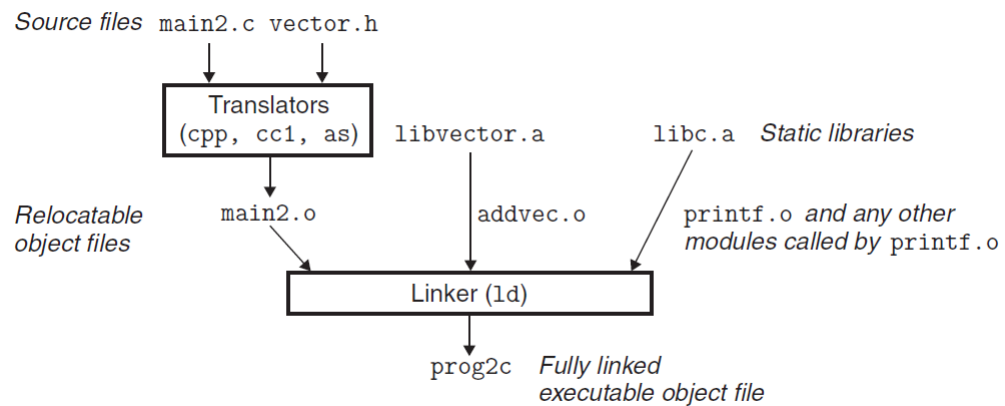 Source files main2.c vector.h
Translators
(cpp, cc1, as)
libvector.a libc.a Static libraries
Relocatable
object files
main2.o addvec.o printf.o and any other
modules called by printf.o
Linker (ld)
prog2c Fully linked
executable object file